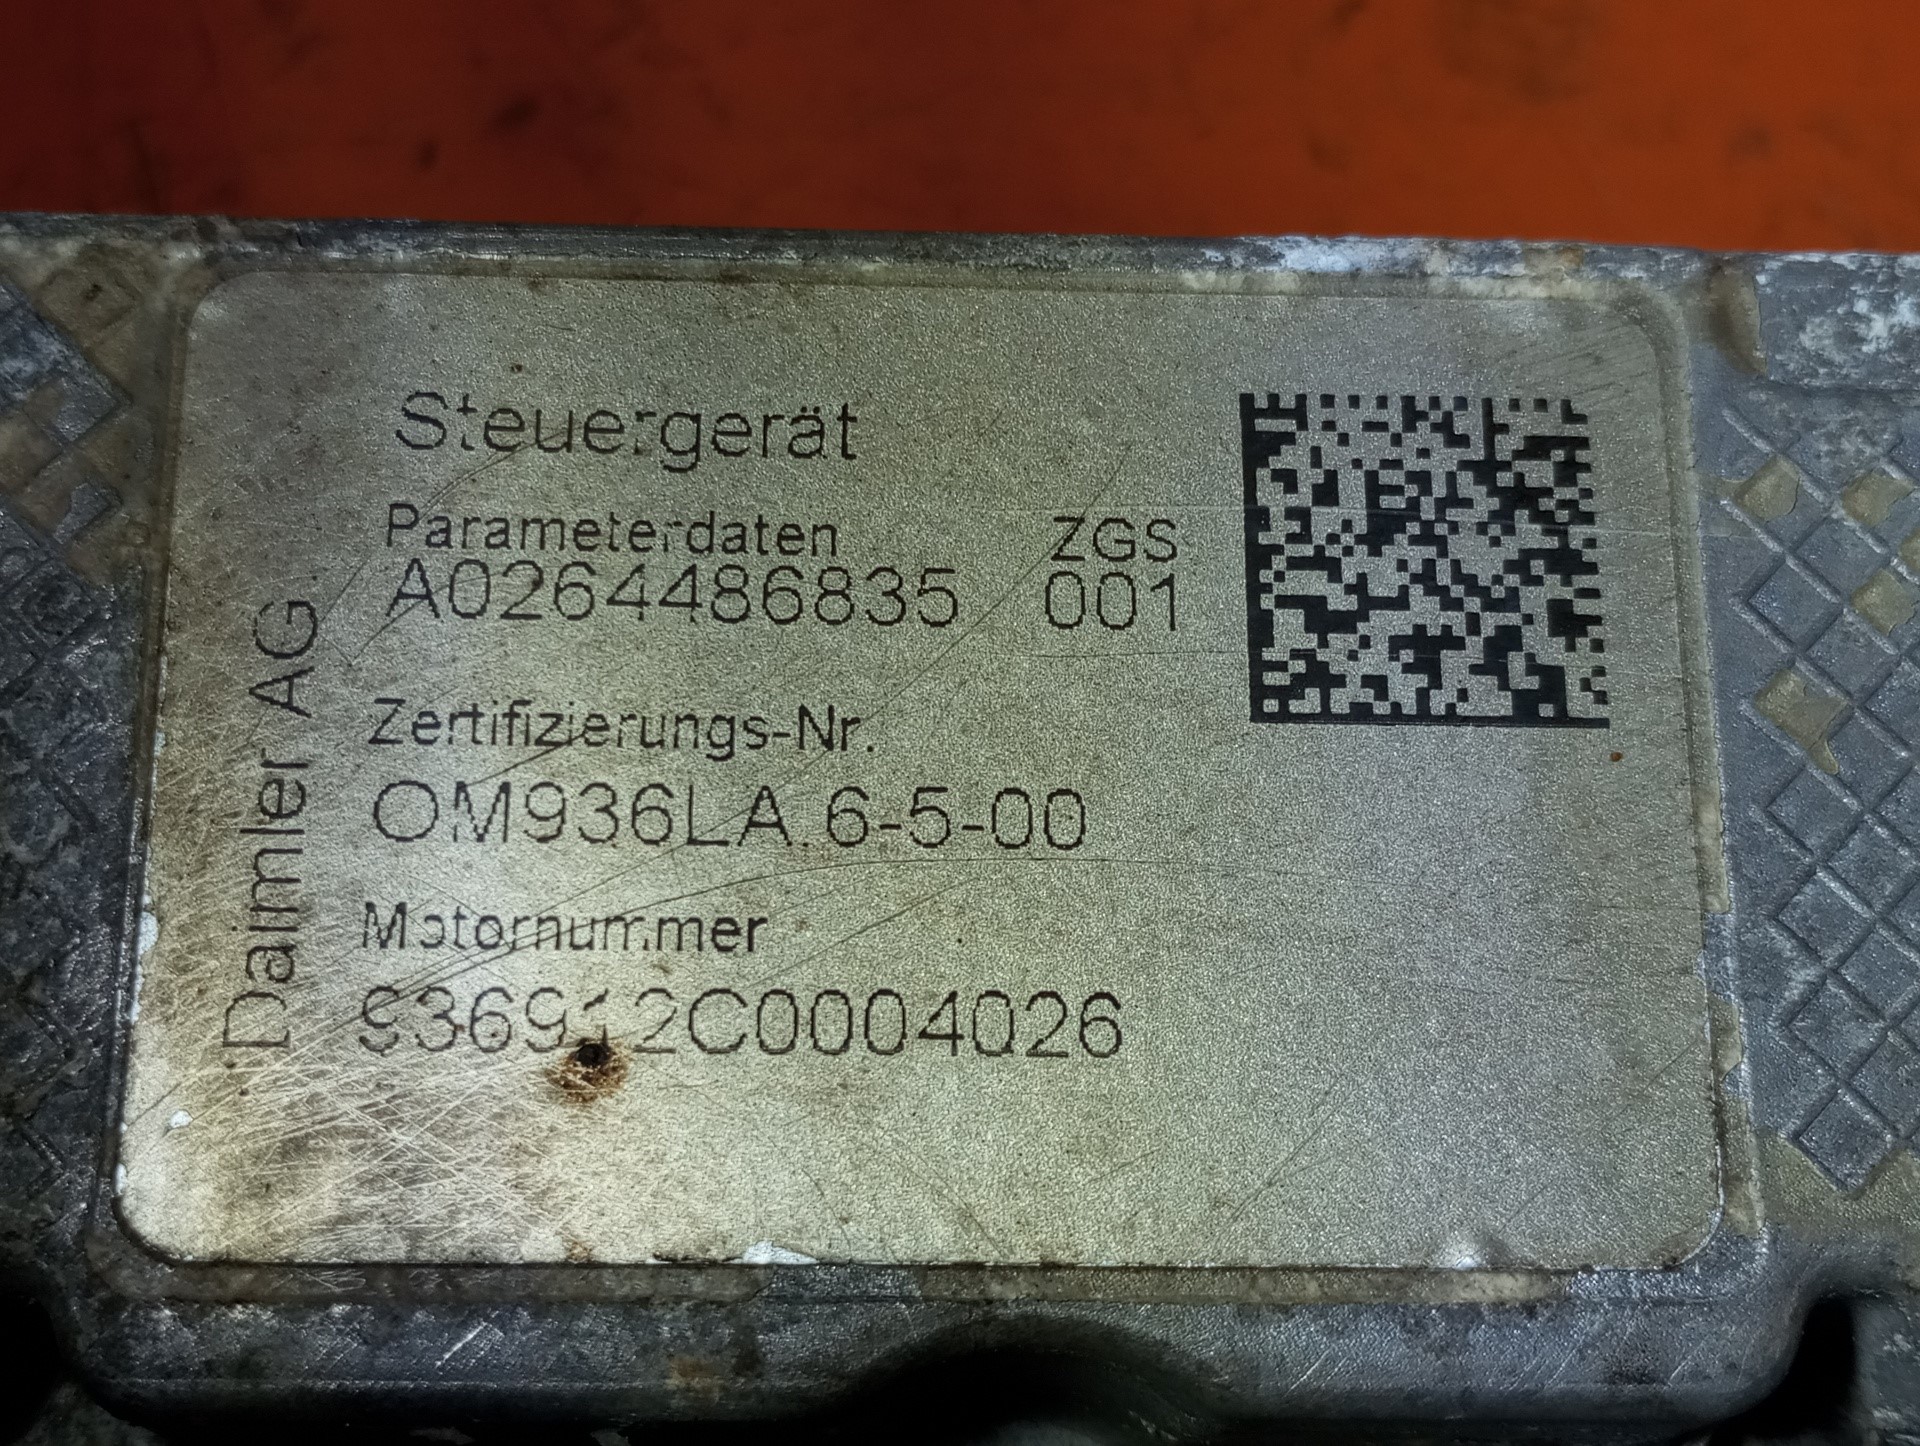 Steuergerät
Parameterdaten ZGS
A0264486835 001
Zertifizierungs-Nr.
OM936LA.6-5-00
Motornummer
936912C0004026
Daimler AG